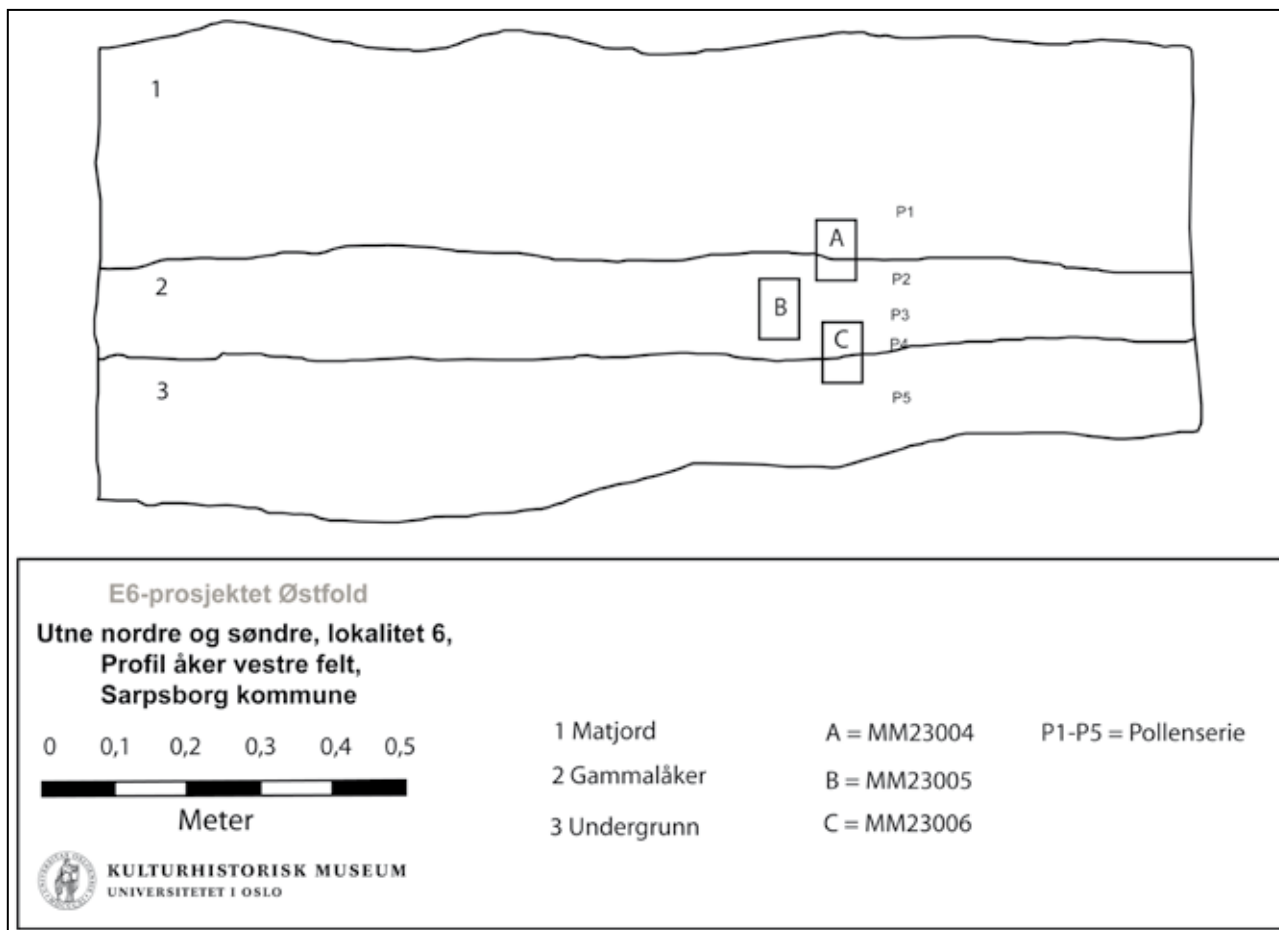 1
P1
A
P2
2
B
P3
C
P4
3
P5
E6-prosjektet Østfold
Utne nordre og søndre, lokalitet 6,
Profil åker vestre felt,
Sarpsborg kommune
0 0,1 0,2 0,3 0,4 0,5
Meter
KULTURHISTORISK MUSEUM
UNIVERSITETET I OSLO
1 Matjord
2 Gammalåker
3 Undergrunn
A = MM23004
B = MM23005
C = MM23006
P1-P5 = Pollenserie